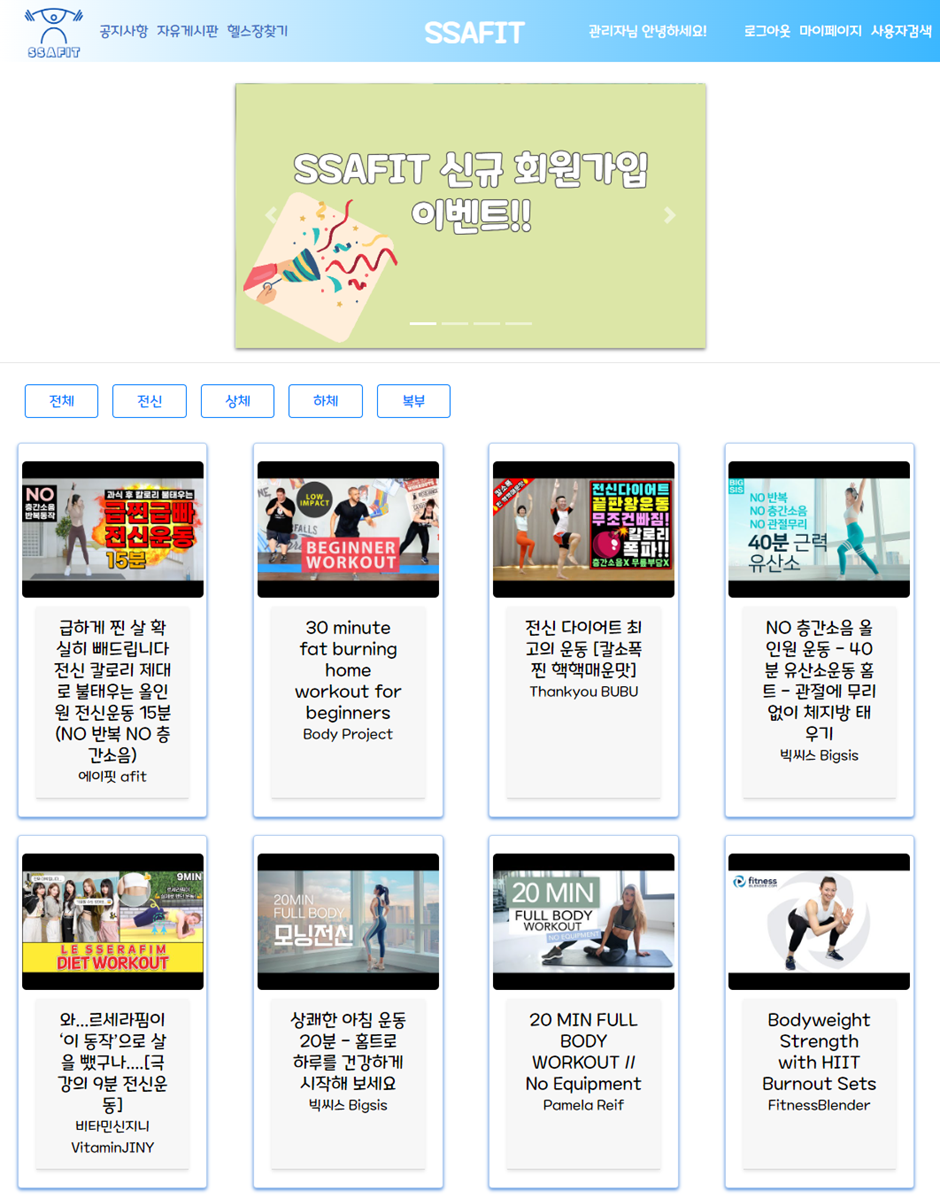 SSAFIT
공지사항 자유게시판 헬스장찾기
SSAFIT
관리자님 안녕하세요!
로그아웃 마이페이지 사용자검색
SSAFIT 신규 회원가입
이벤트!!
전체
전신
상체
하체
복부
NO
층간소음
반복동작
과식 후 칼로리 불태우는
급찐급빠
전신운동
15분
급하게 찐 살 확
실히 빼드립니다
전신 칼로리 제대
로 불태우는 올인
원 전신운동 15분
(NO 반복 NO 층
간소음)
에이핏 afit
LOW
IMPACT
BEGINNER
WORKOUT
30 minute
fat burning
home
workout for
beginners
Body Project
전신다이어트
끝판왕운동
무조건빠짐!
칼로리
폭파!!
층간소음X 무릎부담X
전신 다이어트 최
고의 운동 [칼소폭
찐 핵핵매운맛]
Thankyou BUBU
BIG
SIS
NO 반복
NO 층간소음
NO 관절무리
40분 근력
유산소
NO 층간소음 올
인원 운동 - 40
분 유산소운동 홈
트 - 관절에 무리
없이 체지방 태
우기
빅씨스 Bigsis
9MIN
LE SSERAFIM
DIET WORKOUT
와...르세라핌이
‘이 동작’으로 살
을 뺐구나....[극
강의 9분 전신운
동]
비타민신지니
VitaminJINY
20MIN
FULL BODY
모닝전신
상쾌한 아침 운동
20분 - 홈트로
하루를 건강하게
시작해 보세요
빅씨스 Bigsis
20 MIN
FULL BODY
WORKOUT
NO EQUIPMENT
20 MIN FULL
BODY
WORKOUT //
No Equipment
Pamela Reif
fitness
BLENDER.COM
Bodyweight
Strength
with HIIT
Burnout Sets
FitnessBlender